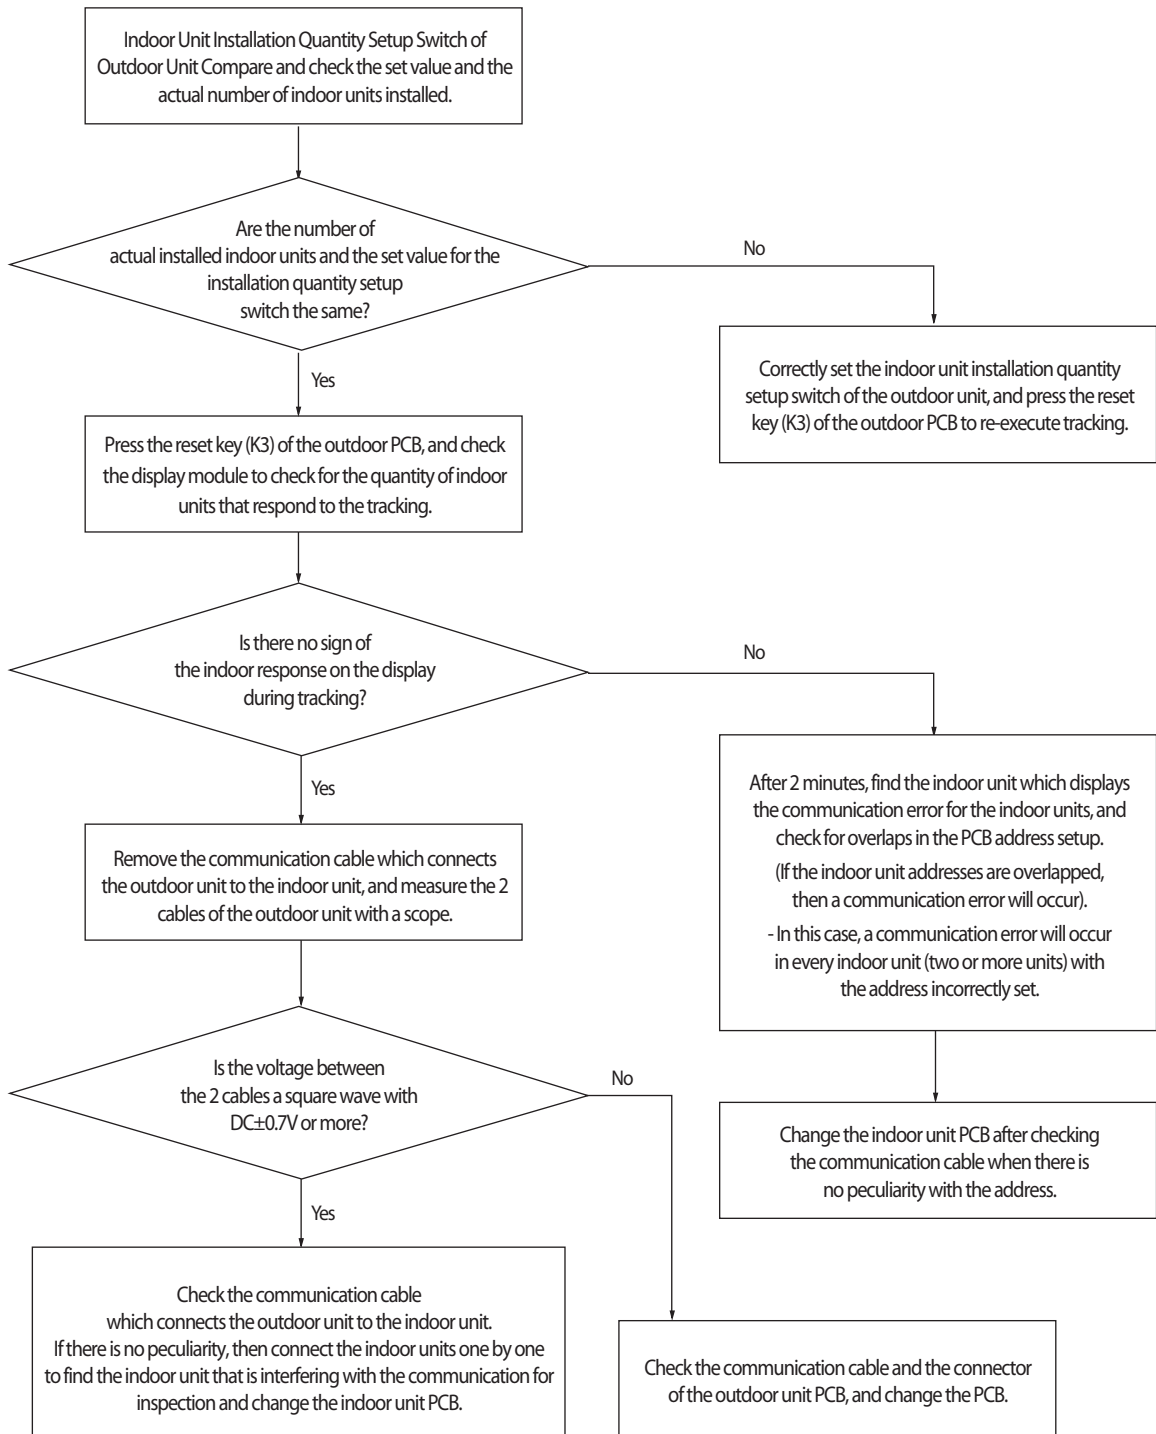 Indoor Unit Installation Quantity Setup Switch of
Outdoor Unit Compare and check the set value and the
actual number of indoor units installed.
Are the number of
actual installed indoor units and the set value for the
installation quantity setup
switch the same?
No
Correctly set the indoor unit installation quantity
setup switch of the outdoor unit, and press the reset
key (K3) of the outdoor PCB to re-execute tracking.
Yes
Press the reset key (K3) of the outdoor PCB, and check
the display module to check for the quantity of indoor
units that respond to the tracking.
Is there no sign of
the indoor response on the display
during tracking?
No
After 2 minutes, find the indoor unit which displays
the communication error for the indoor units, and
check for overlaps in the PCB address setup.
(If the indoor unit addresses are overlapped,
then a communication error will occur).
- In this case, a communication error will occur
in every indoor unit (two or more units) with
the address incorrectly set.
Change the indoor unit PCB after checking
the communication cable when there is
no peculiarity with the address.
Yes
Remove the communication cable which connects
the outdoor unit to the indoor unit, and measure the 2
cables of the outdoor unit with a scope.
Is the voltage between
the 2 cables a square wave with
DC±0.7V or more?
No
Yes
Check the communication cable
which connects the outdoor unit to the indoor unit.
If there is no peculiarity, then connect the indoor units one by one
to find the indoor unit that is interfering with the communication for
inspection and change the indoor unit PCB.
Check the communication cable and the connector
of the outdoor unit PCB, and change the PCB.